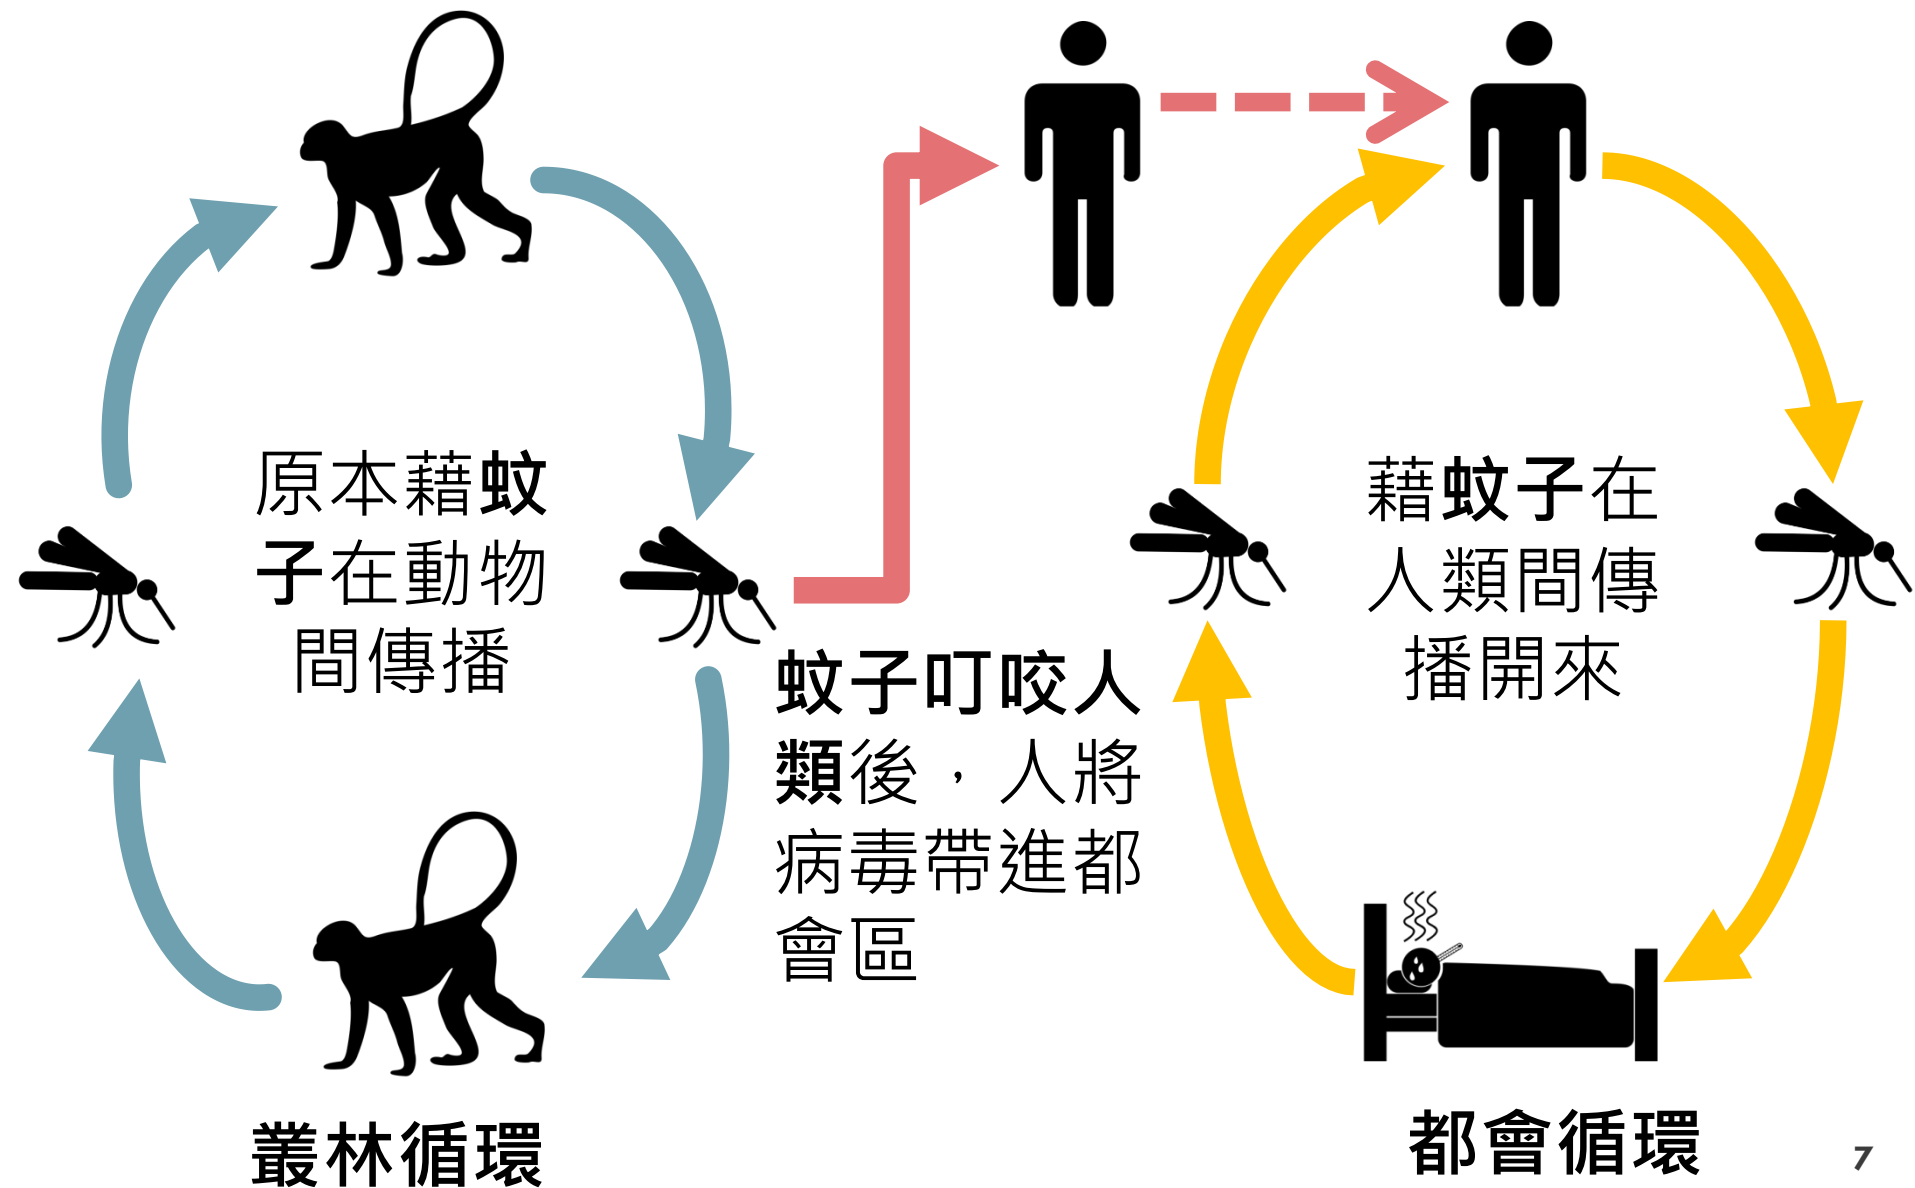 原本藉蚊
子在動物
間傳播
蚊子叮咬人
類後，人將
病毒帶進都
會區
藉蚊子在
人類間傳
播開來
叢林循環
都會循環
7